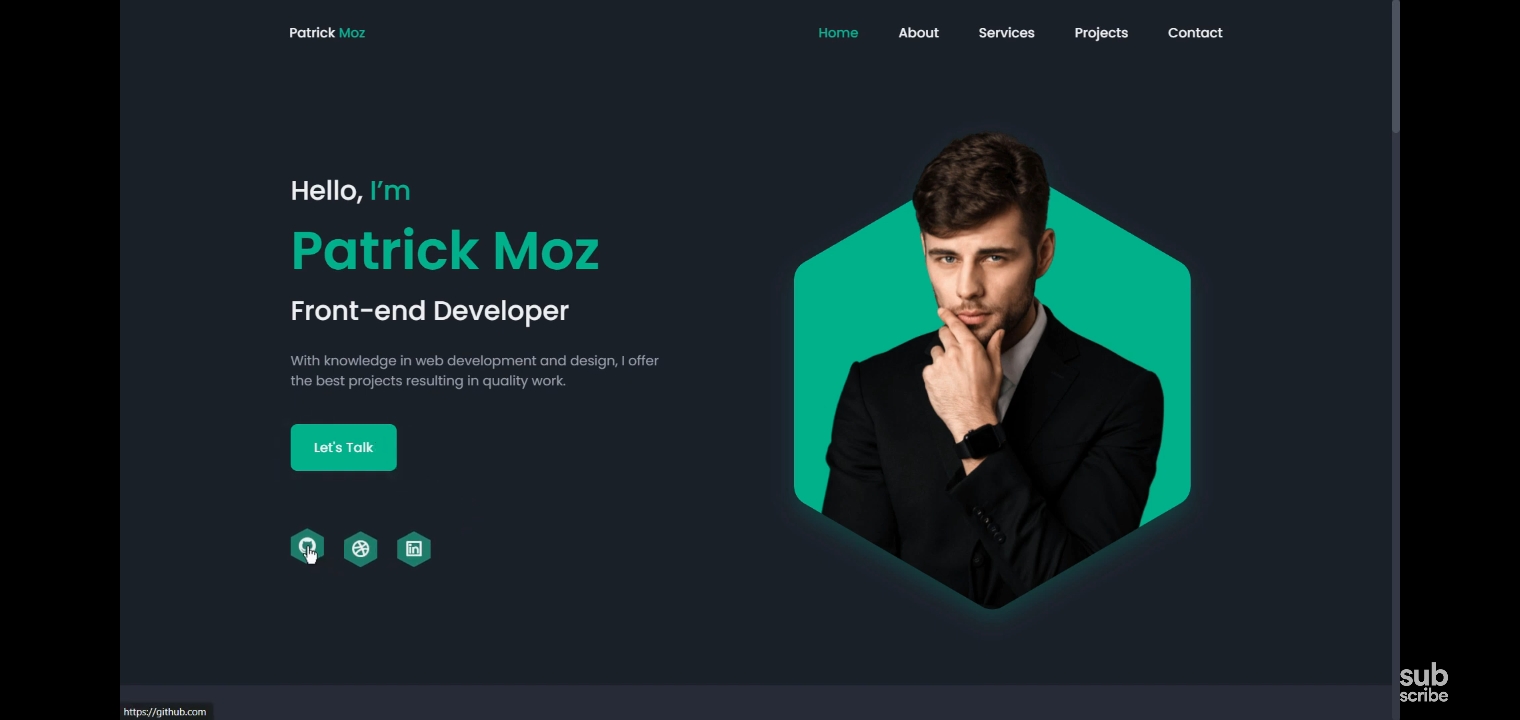 Patrick Moz
Home About Services Projects Contact
Hello, I'm
Patrick Moz
Front-end Developer
With knowledge in web development and design, I offer
the best projects resulting in quality work.
Let's Talk
in
https://github.com
sub
scribe